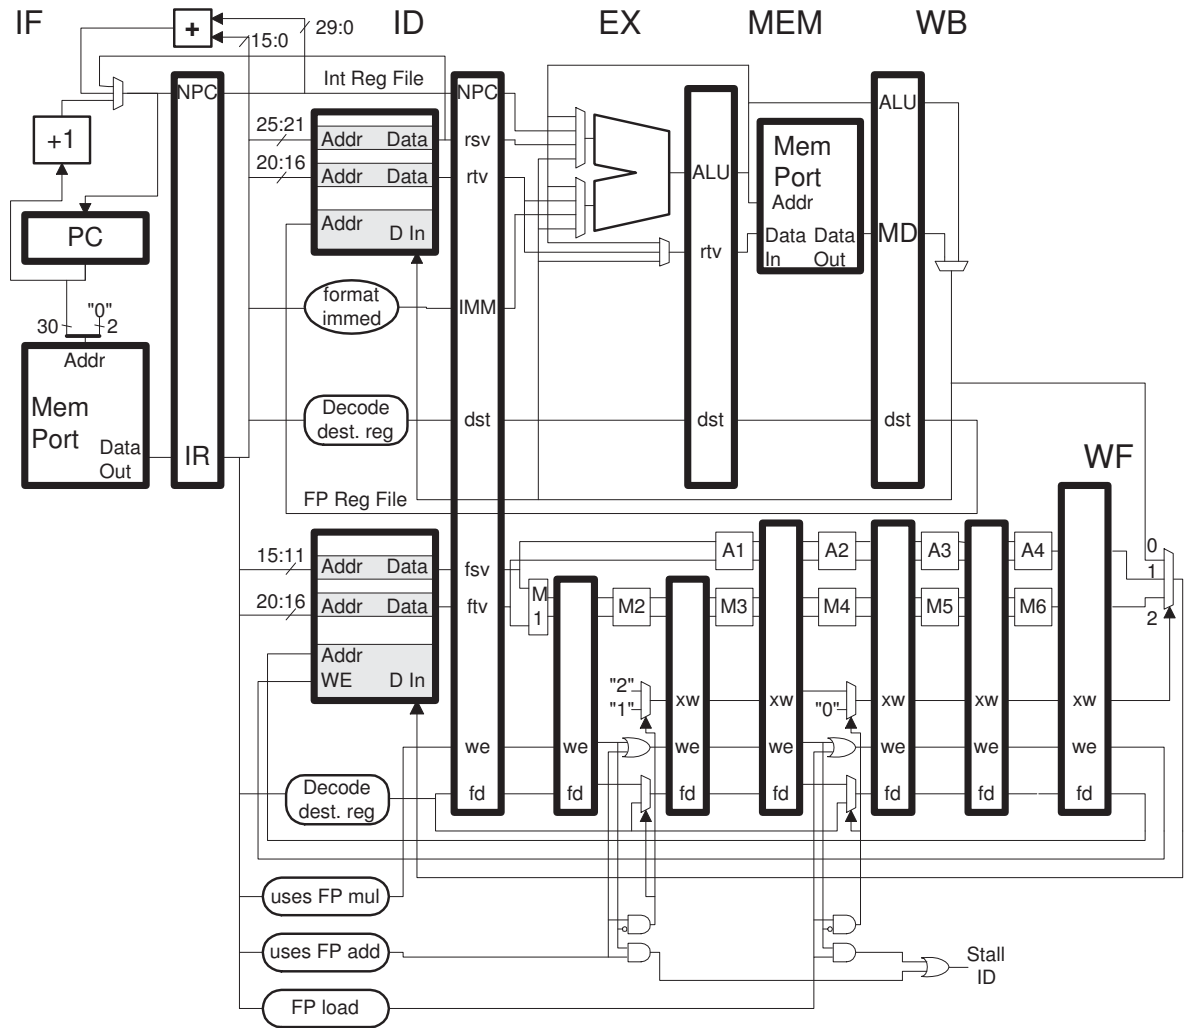 IF
ID
EX
MEM
WB
+
29:0
15:0
Int Reg File
NPC
NPC
ALU
+1
25:21
Addr
Data
rsv
20:16
Addr
Data
rtv
ALU
Mem
Port
Addr
PC
Addr
D In
rtv
Data
In
Data
Out
MD
format
immed
IMM
"0"
30
2
Addr
Mem
Port
Data
Out
IR
Decode
dest. reg
dst
dst
dst
WF
FP Reg File
15:11
Addr
Data
fsv
A1
A2
A3
A4
0
1
2
20:16
Addr
Data
ftv
M
1
M2
M3
M4
M5
M6
Addr
WE
D In
"2"
"1"
xw
xw
"0"
xw
xw
xw
we
we
we
we
we
we
we
Decode
dest. reg
fd
fd
fd
fd
fd
fd
fd
uses FP mul
uses FP add
Stall
ID
FP load